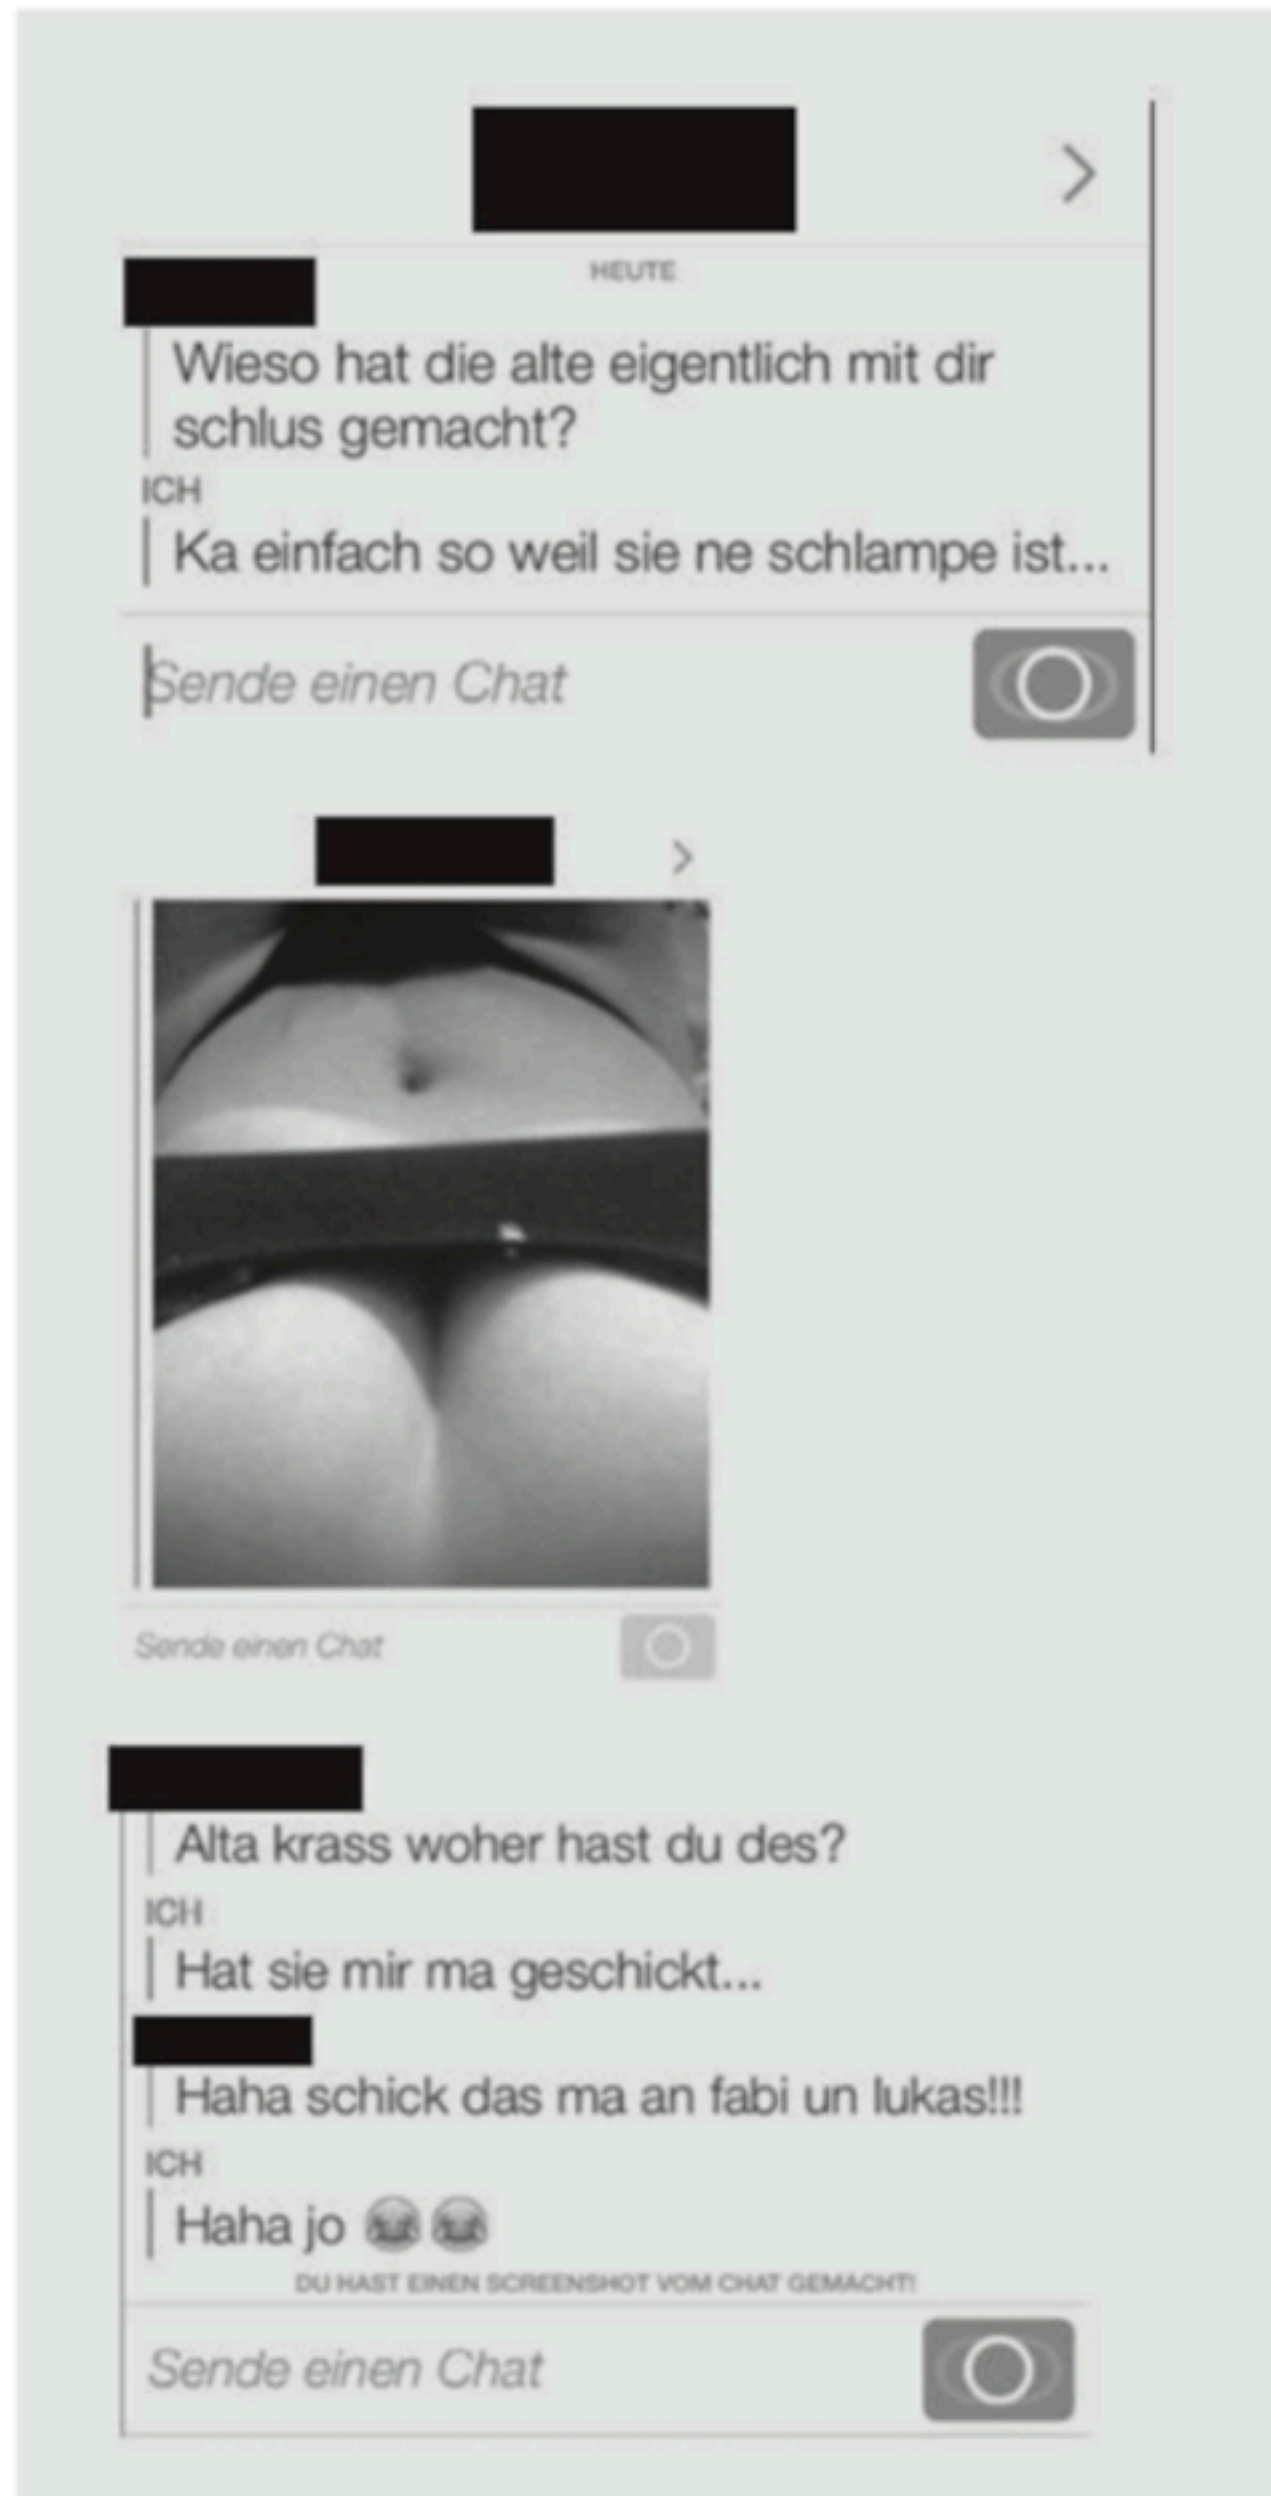 HEUTE
Wieso hat die alte eigentlich mit dir
schlus gemacht?
ICH
Ka einfach so weil sie ne schlampe ist...
Sende einen Chat
Sende einen Chat
Alta krass woher hast du des?
ICH
Hat sie mir ma geschickt...
Haha schick das ma an fabi un lukas!!!
ICH
Haha jo 😂😂
DU HAST EINEN SCREENSHOT VOM CHAT GEMACHT!
Sende einen Chat